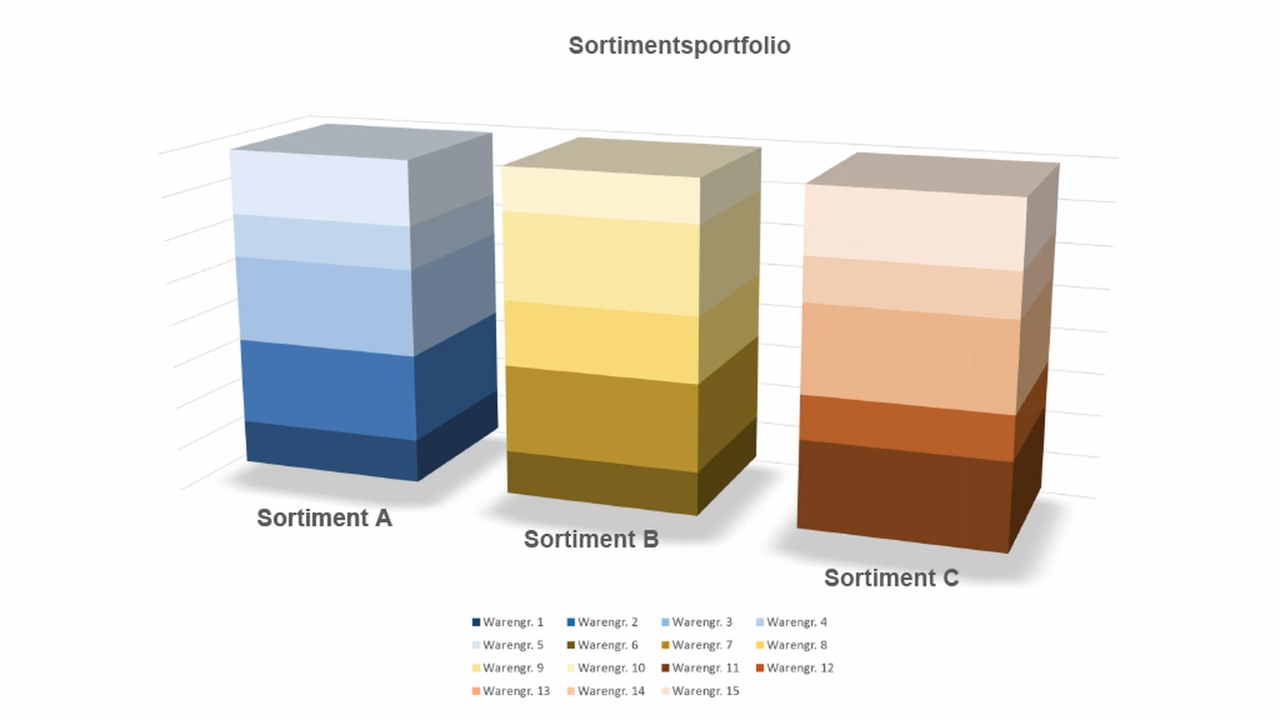 Sortimentsportfolio
Sortiment A
Sortiment B
Sortiment C
Warengr. 1 Warengr. 2 Warengr. 3 Warengr. 4
Warengr. 5 Warengr. 6 Warengr. 7 Warengr. 8
Warengr. 9 Warengr. 10 Warengr. 11 Warengr. 12
Warengr. 13 Warengr. 14 Warengr. 15